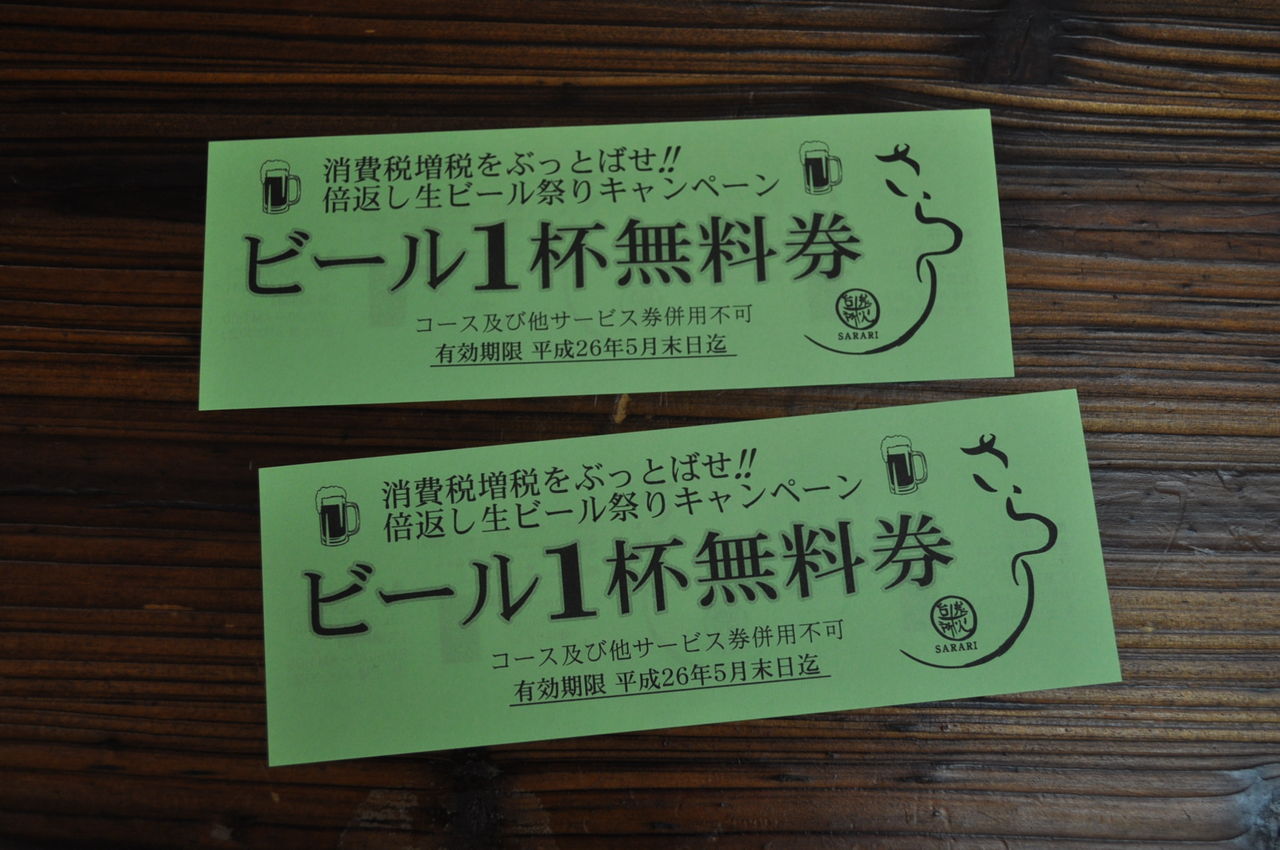 消費税増税をぶっとばせ!!
倍返し生ビール祭りキャンペーン
ビール1杯無料券
コース及び他サービス券併用不可
有効期限 平成26年5月末日迄
さらり
SARARI
消費税増税をぶっとばせ!!
倍返し生ビール祭りキャンペーン
ビール1杯無料券
コース及び他サービス券併用不可
有効期限 平成26年5月末日迄
さらり
SARARI